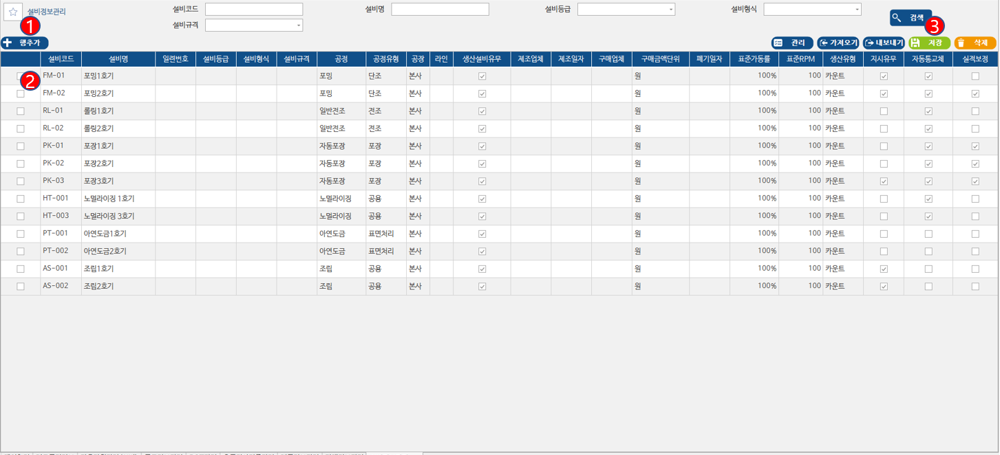 설비정보관리 설비코드 설비명 설비등급 설비형식 검색
설비규격
1 3
행추가 관리 가져오기 내보내기 저장 삭제
설비코드 설비명 일련번호 설비등급 설비형식 설비규격 공정 공정유형 공장 라인 생산설비유무 제조업체 제조일자 구매업체 구매금액단위 폐기일자 표준가동률 표준RPM 생산유형 지시유무 자동통교체 실적보정
FM-01 포밍1호기 포밍 단조 본사 원 100% 100 카운트
2
FM-02 포밍2호기 포밍 단조 본사 원 100% 100 카운트
RL-01 롤링1호기 일반전조 전조 본사 원 100% 100 카운트
RL-02 롤링2호기 일반전조 전조 본사 원 100% 100 카운트
PK-01 포장1호기 자동포장 포장 본사 원 100% 100 카운트
PK-02 포장2호기 자동포장 포장 본사 원 100% 100 카운트
PK-03 포장3호기 자동포장 포장 본사 원 100% 100 카운트
HT-001 노멀라이징 1호기 노멀라이징 공용 본사 원 100% 100 카운트
HT-003 노멀라이징 3호기 노멀라이징 공용 본사 원 100% 100 카운트
PT-001 아연도금1호기 아연도금 표면처리 본사 원 100% 100 카운트
PT-002 아연도금2호기 아연도금 표면처리 본사 원 100% 100 카운트
AS-001 조립1호기 조립 공용 본사 원 100% 100 카운트
AS-002 조립2호기 조립 공용 본사 원 100% 100 카운트